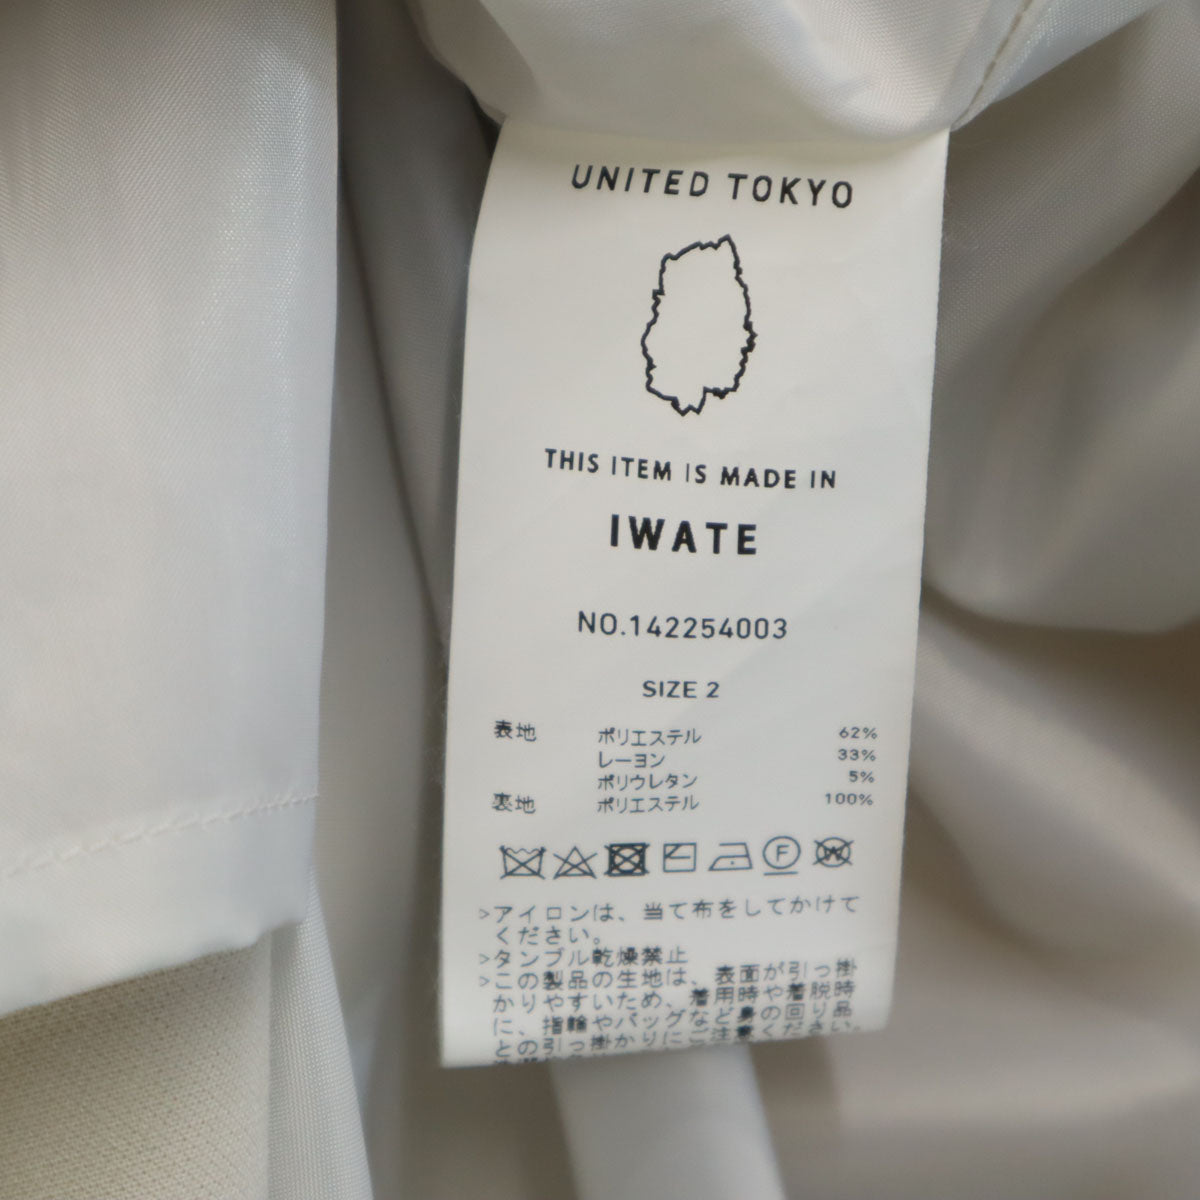 UNITED TOKYO
THIS ITEM IS MADE IN
IWATE
NO.142254003
SIZE 2
表地 ポリエステル 62%
レーヨン 33%
ポリウレタン 5%
裏地 ポリエステル 100%
F W
>アイロンは、当て布をしてかけて
ください。
>タンブル乾燥禁止
>この製品の生地は、表面が引っ掛
かりやすいため、着用時や着脱時
に、指輪やバッグなど身の回り品
との引っ掛かりにご注意ください。